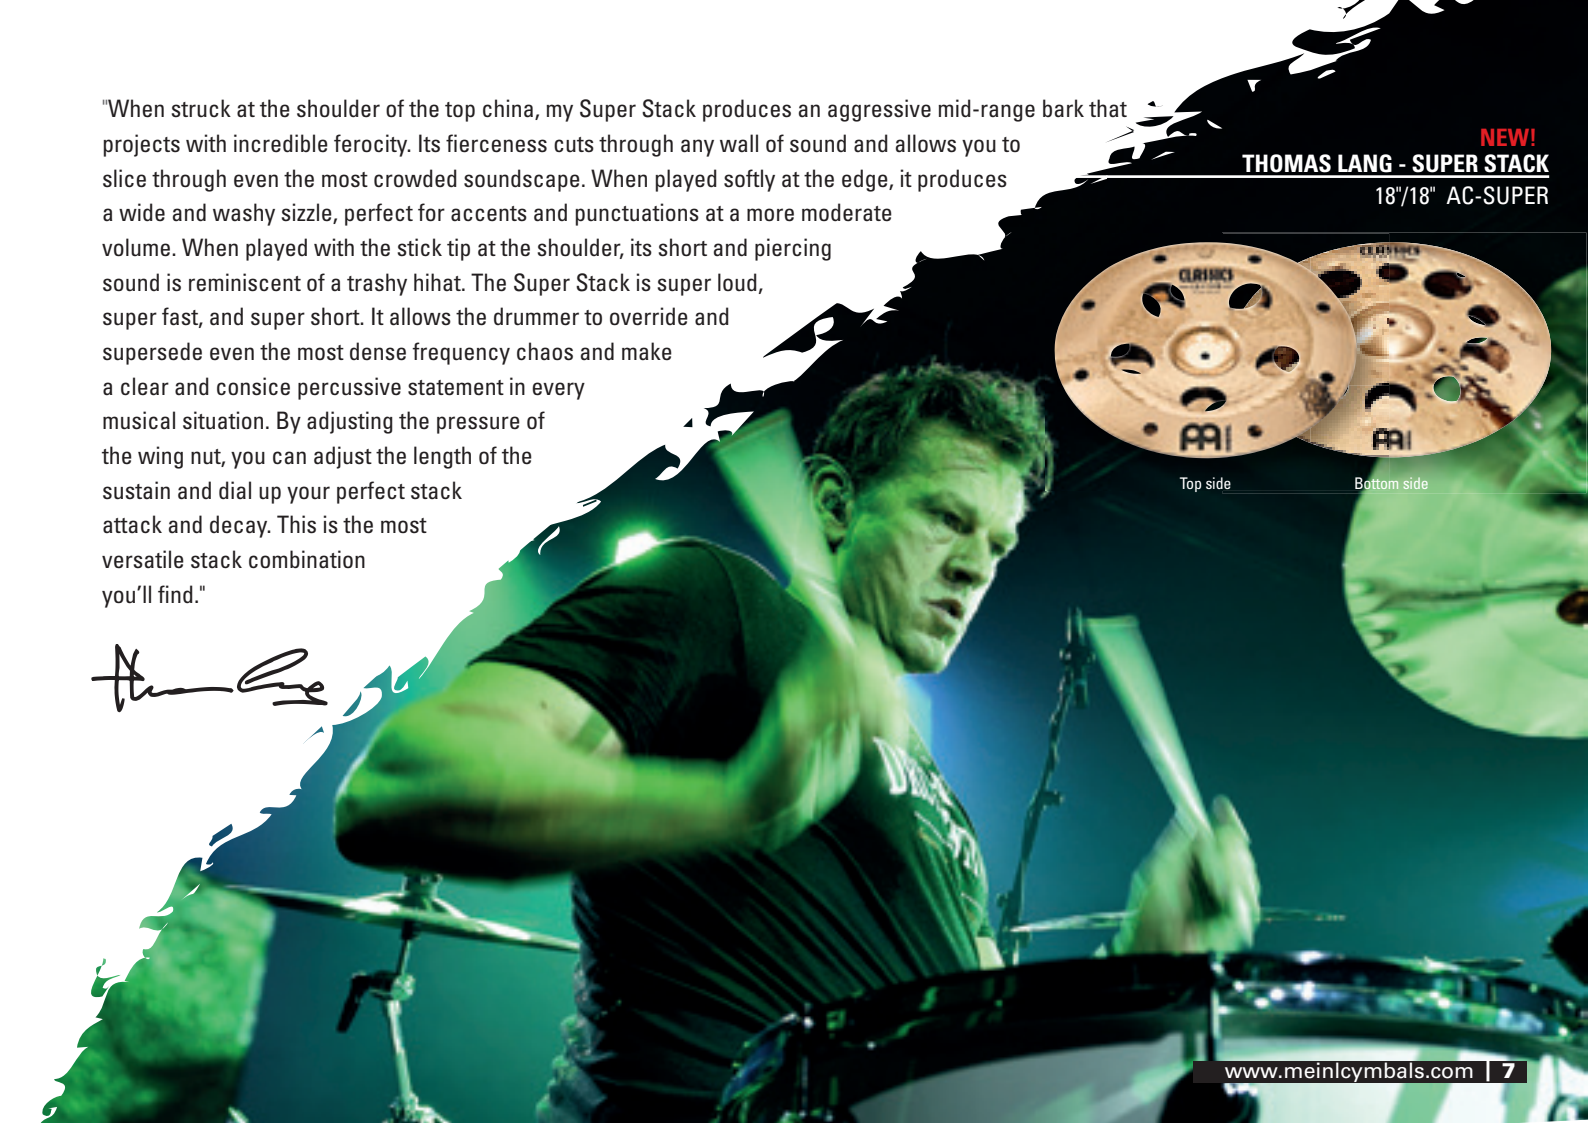 "When struck at the shoulder of the top china, my Super Stack produces an aggressive mid-range bark that
projects with incredible ferocity. Its fierceness cuts through any wall of sound and allows you to
slice through even the most crowded soundscape. When played softly at the edge, it produces
a wide and washy sizzle, perfect for accents and punctuations at a more moderate
volume. When played with the stick tip at the shoulder, its short and piercing
sound is reminiscent of a trashy hihat. The Super Stack is super loud,
super fast, and super short. It allows the drummer to override and
supersede even the most dense frequency chaos and make
a clear and consice percussive statement in every
musical situation. By adjusting the pressure of
the wing nut, you can adjust the length of the
sustain and dial up your perfect stack
attack and decay. This is the most
versatile stack combination
you'll find."
NEW!
THOMAS LANG - SUPER STACK
18"/18" AC-SUPER
CLASSICS
CLASSICS
Top side
Bottom side
www.meinlcymbals.com | 7